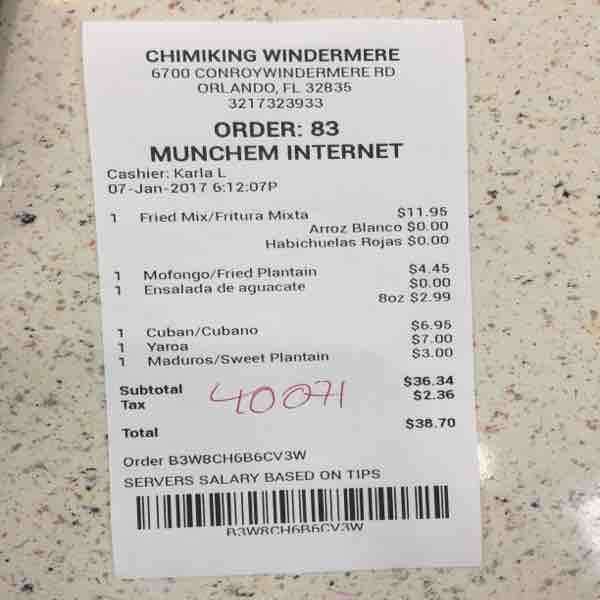 CHIMIKING WINDERMERE
6700 CONROYWINDERMERE RD
ORLANDO, FL 32835
3217323933
ORDER: 83
MUNCHEM INTERNET
Cashier: Karla L
07-Jan-2017 6:12:07P
1 Fried Mix/Fritura Mixta $11.95
Arroz Blanco $0.00
Habichuelas Rojas $0.00
1 Mofongo/Fried Plantain $4.45
1 Ensalada de aguacate $0.00
8oz $2.99
1 Cuban/Cubano $6.95
1 Yaroa $7.00
1 Maduros/Sweet Plantain $3.00
Subtotal $36.34
Tax $2.36
40071
Total $38.70
Order B3W8CH6B6CV3W
SERVERS SALARY BASED ON TIPS
B3W8CH6B6CV3W